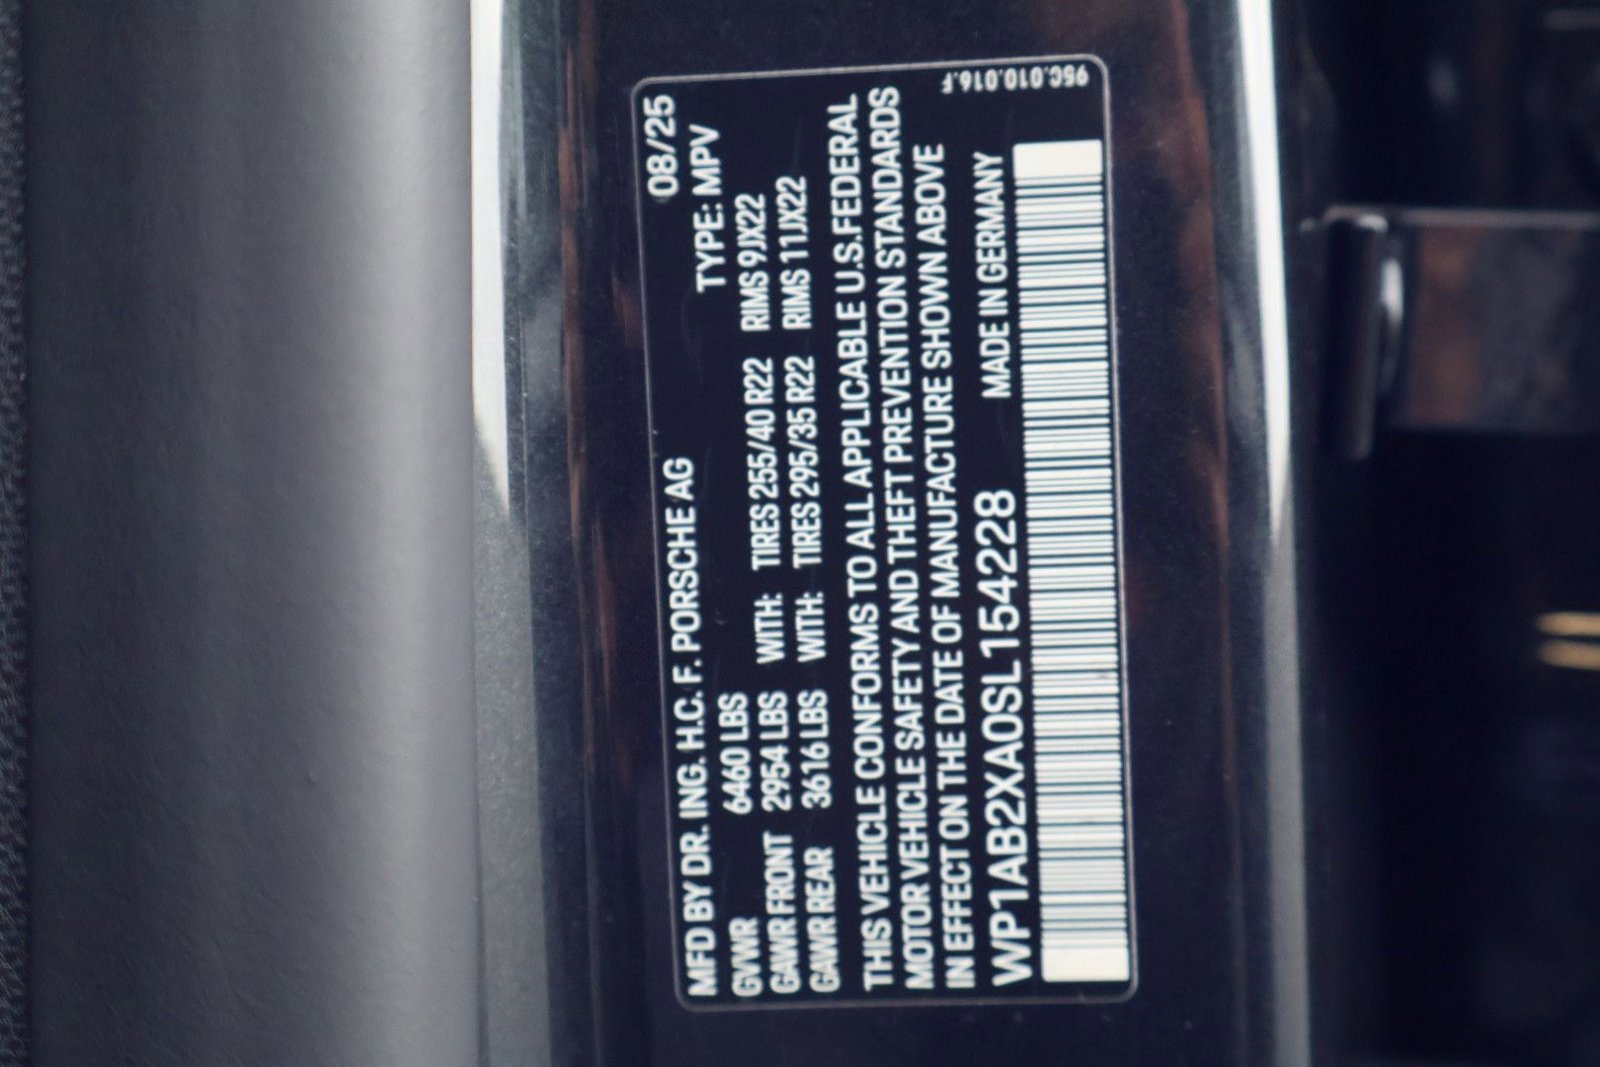 MFD BY DR. ING. H.C. F. PORSCHE AG 08/25
GVWR 6460 LBS TYPE: MPV
GAWR FRONT 2954 LBS WITH: TIRES 255/40 R22 RIMS 9JX22
GAWR REAR 3616 LBS WITH: TIRES 295/35 R22 RIMS 11JX22
THIS VEHICLE CONFORMS TO ALL APPLICABLE U.S. FEDERAL
MOTOR VEHICLE SAFETY AND THEFT PREVENTION STANDARDS
IN EFFECT ON THE DATE OF MANUFACTURE SHOWN ABOVE
WP1AB2XA0SL154228 MADE IN GERMANY
95C.010.016.F